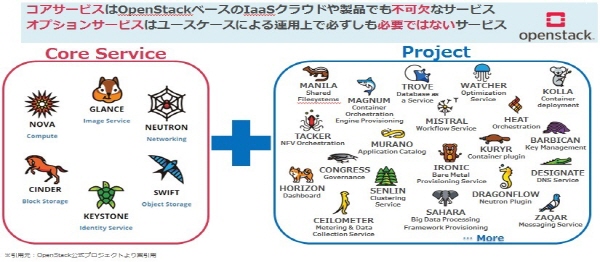 コアサービスはOpenStackベースのIaaSクラウドや製品でも不可欠なサービス
オプションサービスはユースケースによる運用上で必ずしも必要ではないサービス
openstack.
Core Service
NOVA
Compute
GLANCE
Image Service
NEUTRON
Networking
CINDER
Block Storage
KEYSTONE
Identity Service
SWIFT
Object Storage
Project
MANILA
Shared
Filesystems
MAGNUM
Container
Orchestration
Engine Provisioning
TROVE
Database as
a Service
WATCHER
Optimization
Service
KOLLA
Container
deployment
MISTRAL
Workflow Service
HEAT
Orchestration
TACKER
NFV Orchestration
MURANO
Application Catalog
KURYR
Container plugin
BARBICAN
Key Management
CONGRESS
Governance
IRONIC
Bare Metal
Provisioning Service
DESIGNATE
DNS Service
HORIZON
Dashboard
SENLIN
Clustering
Service
DRAGONFLOW
Neutron Plugin
CEILOMETER
Metering & Data
Collection Service
SAHARA
Big Data Processing
Framework Provisioning
ZAQAR
Messaging Service
… More
※引用元：OpenStack公式プロジェクトより案引用